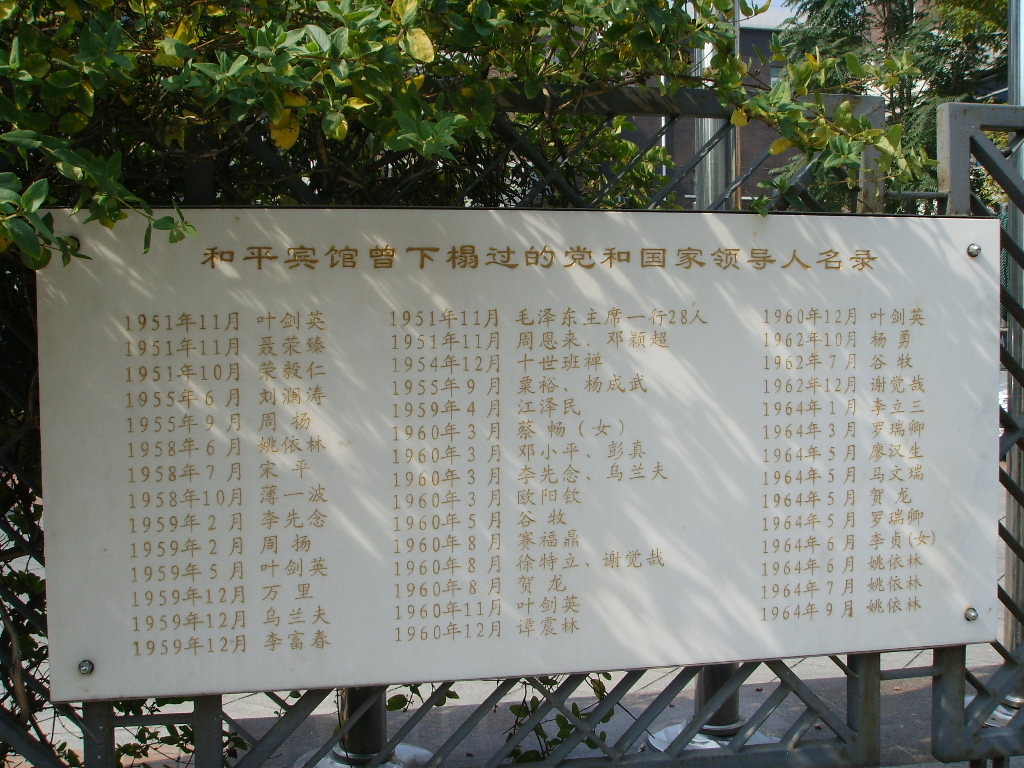 和平宾馆曾下榻过的党和国家领导人名录
1951年11月 叶剑英
1951年11月 聂荣臻
1951年10月 荣毅仁
1955年6月 刘澜涛
1955年9月 周扬
1958年6月 姚依林
1958年7月 宋平
1958年10月 薄一波
1959年2月 李先念
1959年2月 周扬
1959年5月 叶剑英
1959年12月 万里
1959年12月 乌兰夫
1959年12月 李富春
1951年11月 毛泽东主席一行28人
1951年11月 周恩来、邓颖超
1954年12月 十世班禅
1955年9月 粟裕、杨成武
1959年4月 江泽民
1960年3月 蔡畅(女)
1960年3月 邓小平、彭真
1960年3月 李先念、乌兰夫
1960年3月 欧阳钦
1960年5月 谷牧
1960年8月 赛福鼎
1960年8月 徐特立、谢觉哉
1960年8月 贺龙
1960年11月 叶剑英
1960年12月 谭震林
1960年12月 叶剑英
1962年10月 杨勇
1962年7月 谷牧
1962年12月 谢觉哉
1964年1月 李立三
1964年3月 罗瑞卿
1964年5月 廖汉生
1964年5月 马文瑞
1964年5月 贺龙
1964年5月 罗瑞卿
1964年6月 李贞(女)
1964年6月 姚依林
1964年7月 姚依林
1964年9月 姚依林